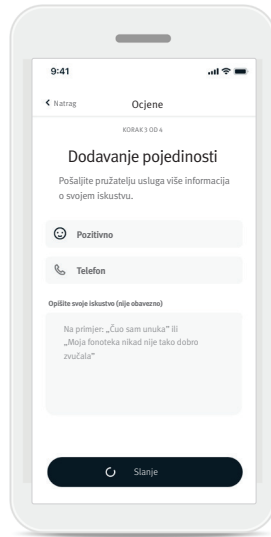 9:41
Natrag
Ocjene
KORAK 3 OD 4
Dodavanje pojedinosti
Pošaljite pružatelju usluga više informacija
o svojem iskustvu.
Pozitivno
Telefon
Opišite svoje iskustvo (nije obavezno)
Na primjer: „Čuo sam unuka“ ili
„Moja fonoteka nikad nije tako dobro
zvučala“
Slanje